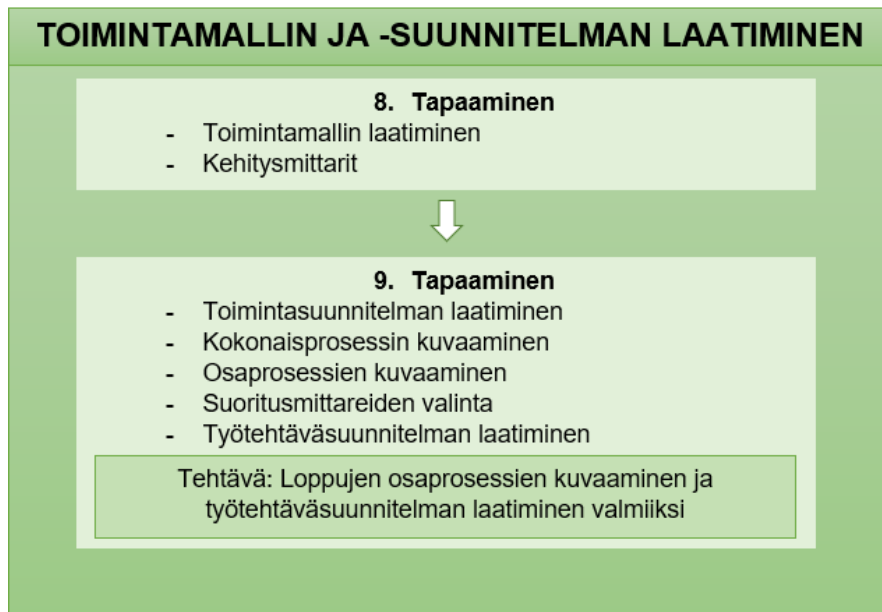 TOIMINTAMALLIN JA -SUUNNITELMAN LAATIMINEN
8. Tapaaminen
- Toimintamallin laatiminen
- Kehitysmittarit
9. Tapaaminen
- Toimintasuunnitelman laatiminen
- Kokonaisprosessin kuvaaminen
- Osaprosessien kuvaaminen
- Suoritusmittareiden valinta
- Työtehtäväsuunnitelman laatiminen
Tehtävä: Loppujen osaprosessien kuvaaminen ja
työtehtäväsuunnitelman laatiminen valmiiksi